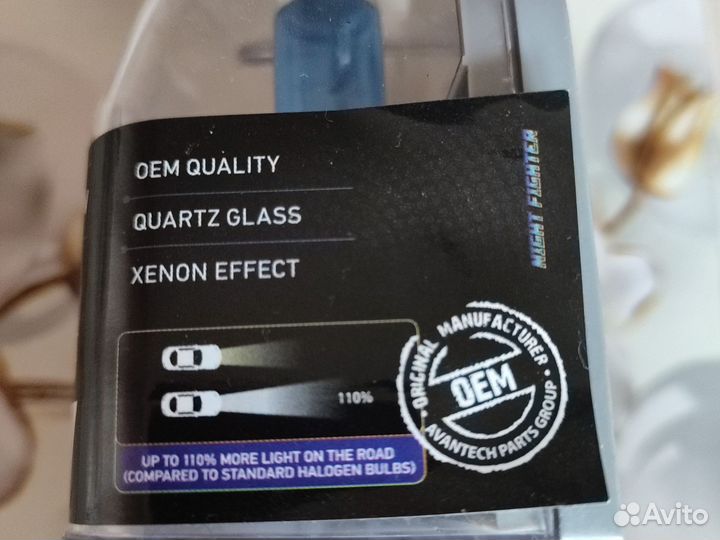 OEM QUALITY
QUARTZ GLASS
XENON EFFECT
NIGHT FIGHTER
110%
UP TO 110% MORE LIGHT ON THE ROAD
(COMPARED TO STANDARD HALOGEN BULBS)
ORIGINAL MANUFACTURER
OEM
• AVANTECH PARTS GROUP •
Avito